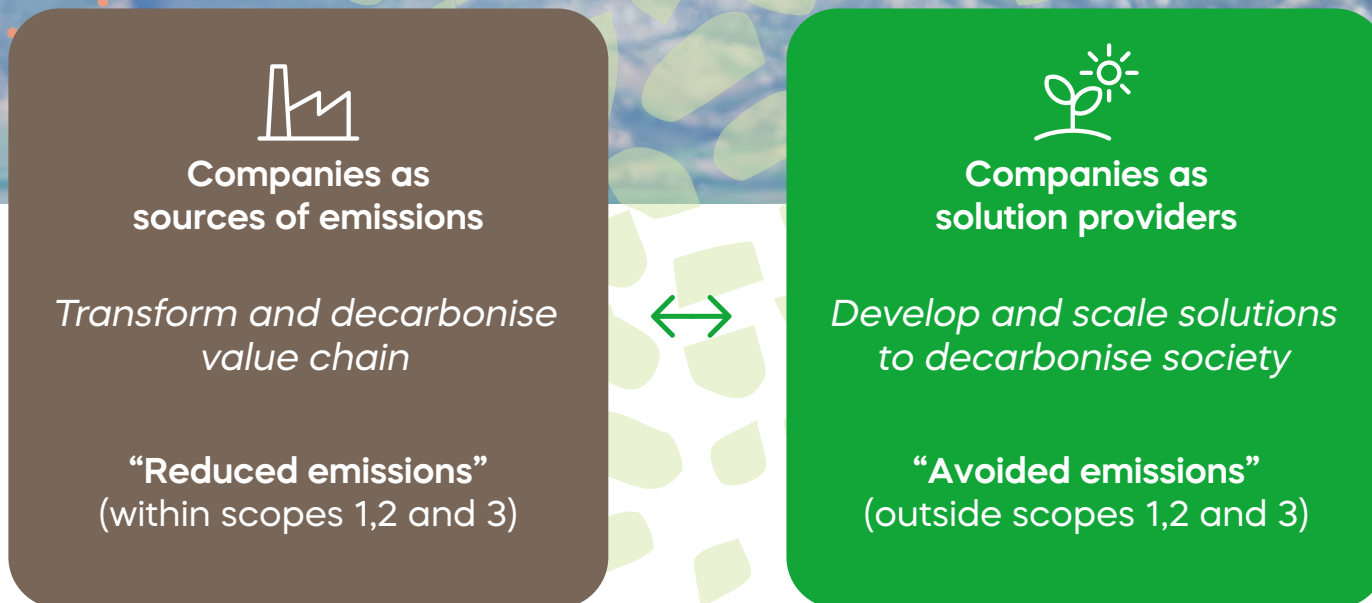 Companies as
sources of emissions
Transform and decarbonise
value chain
“Reduced emissions”
(within scopes 1,2 and 3)
Companies as
solution providers
Develop and scale solutions
to decarbonise society
“Avoided emissions”
(outside scopes 1,2 and 3)